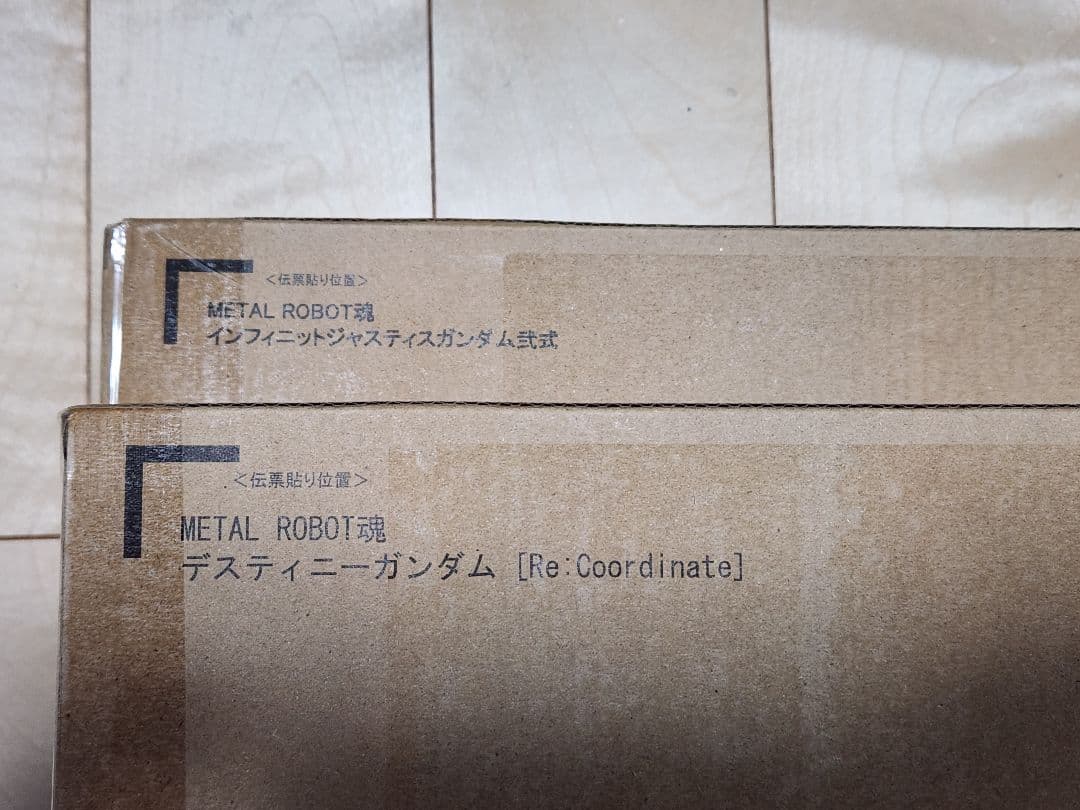 ＜伝票貼り位置＞
METAL ROBOT魂
インフィニットジャスティスガンダム弐式
＜伝票貼り位置＞
METAL ROBOT魂
デスティニーガンダム [Re:Coordinate]